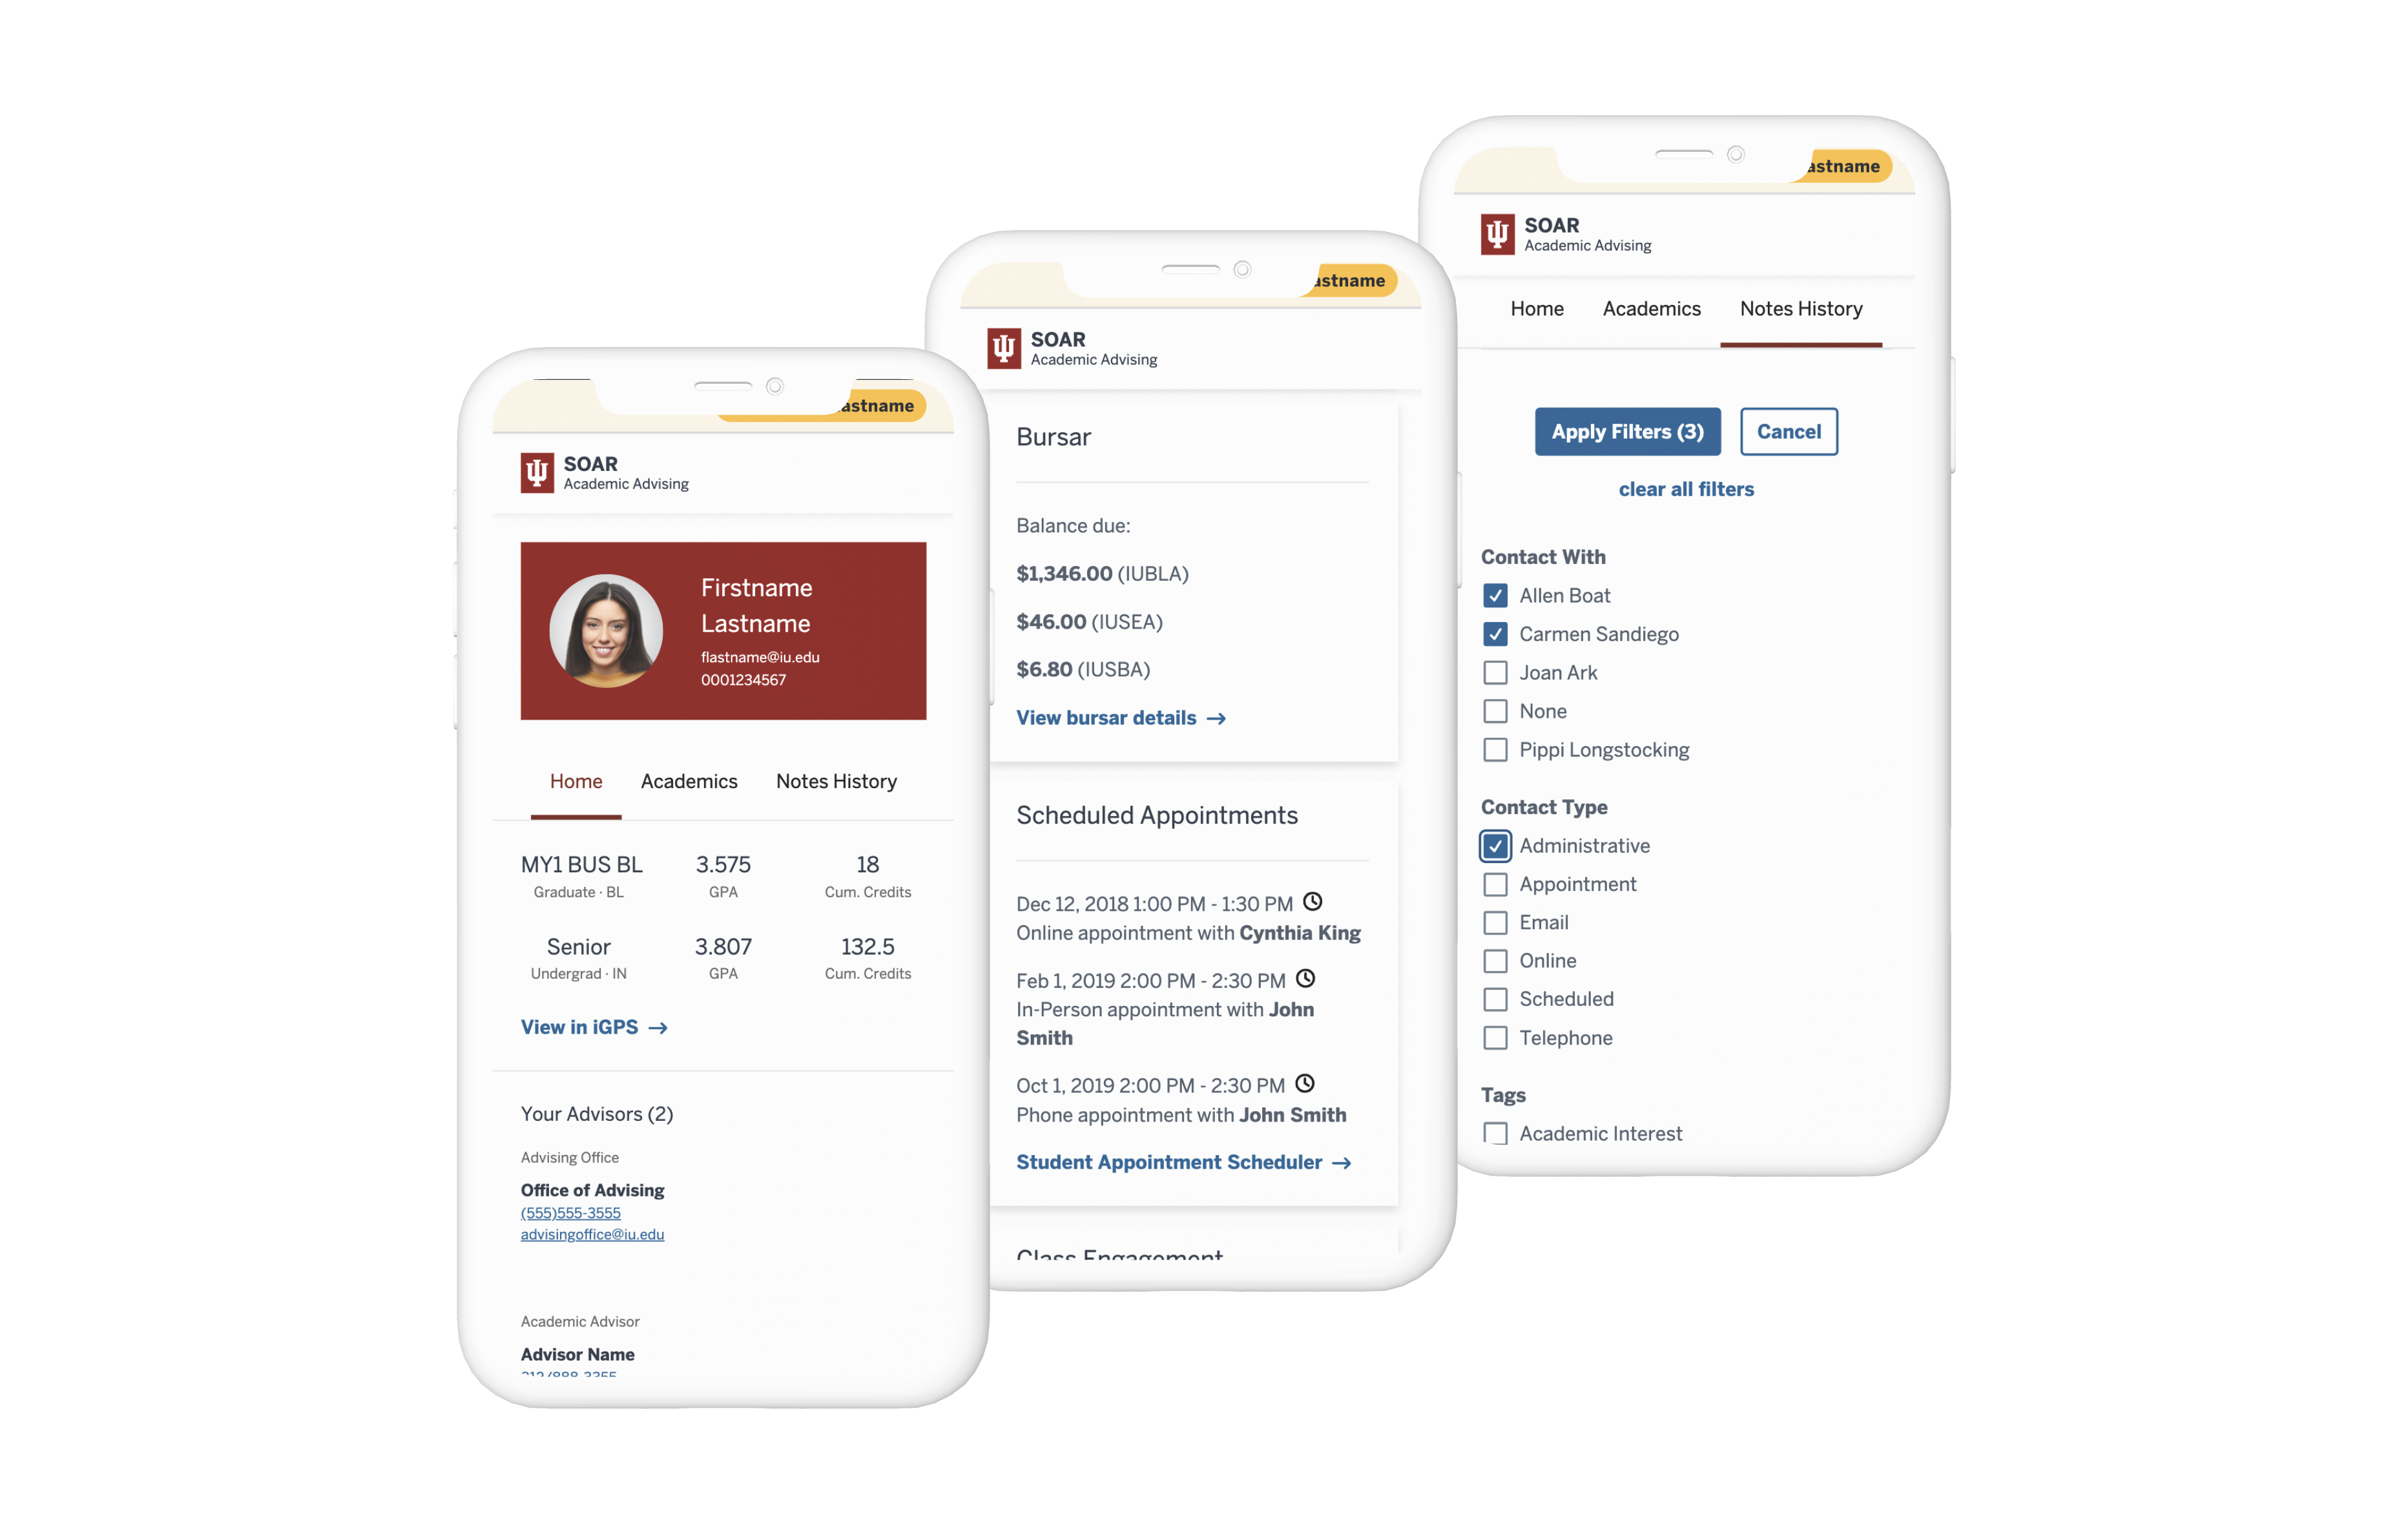 astname
SOAR
Academic Advising
Firstname
Lastname
flastname@iu.edu
0001234567
Home Academics Notes History
MY1 BUS BL 3.575 18
Graduate · BL GPA Cum. Credits
Senior 3.807 132.5
Undergrad · IN GPA Cum. Credits
View in iGPS →
Your Advisors (2)
Advising Office
Office of Advising
(555)555-3555
advisingoffice@iu.edu
Academic Advisor
Advisor Name
astname
SOAR
Academic Advising
Bursar
Balance due:
$1,346.00 (IUBLA)
$46.00 (IUSEA)
$6.80 (IUSBA)
View bursar details →
Scheduled Appointments
Dec 12, 2018 1:00 PM - 1:30 PM
Online appointment with Cynthia King
Feb 1, 2019 2:00 PM - 2:30 PM
In-Person appointment with John
Smith
Oct 1, 2019 2:00 PM - 2:30 PM
Phone appointment with John Smith
Student Appointment Scheduler →
Class Engagement
astname
SOAR
Academic Advising
Home Academics Notes History
Apply Filters (3) Cancel
clear all filters
Contact With
Allen Boat
Carmen Sandiego
Joan Ark
None
Pippi Longstocking
Contact Type
Administrative
Appointment
Email
Online
Scheduled
Telephone
Tags
Academic Interest